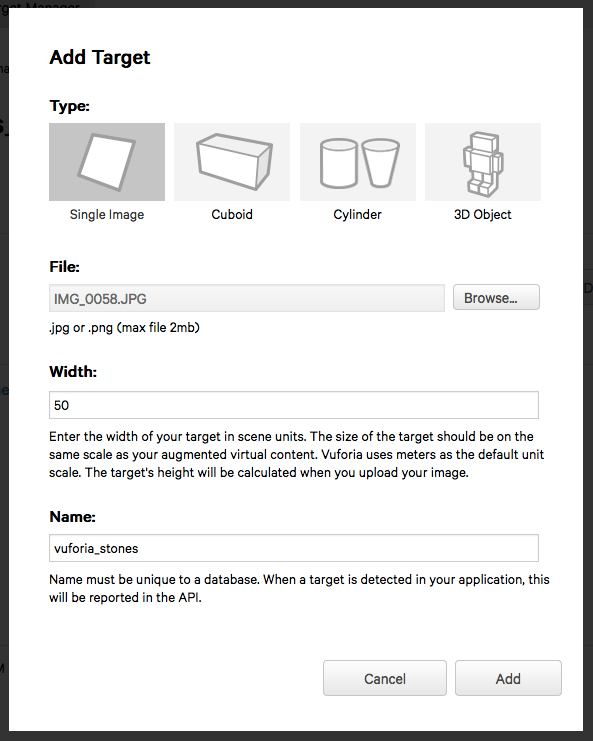 Add Target
Type:
Single Image
Cuboid
Cylinder
3D Object
File:
IMG_0058.JPG
Browse...
.jpg or .png (max file 2mb)
Width:
50
Enter the width of your target in scene units. The size of the target should be on the
same scale as your augmented virtual content. Vuforia uses meters as the default unit
scale. The target's height will be calculated when you upload your image.
Name:
vuforia_stones
Name must be unique to a database. When a target is detected in your application, this
will be reported in the API.
Cancel
Add